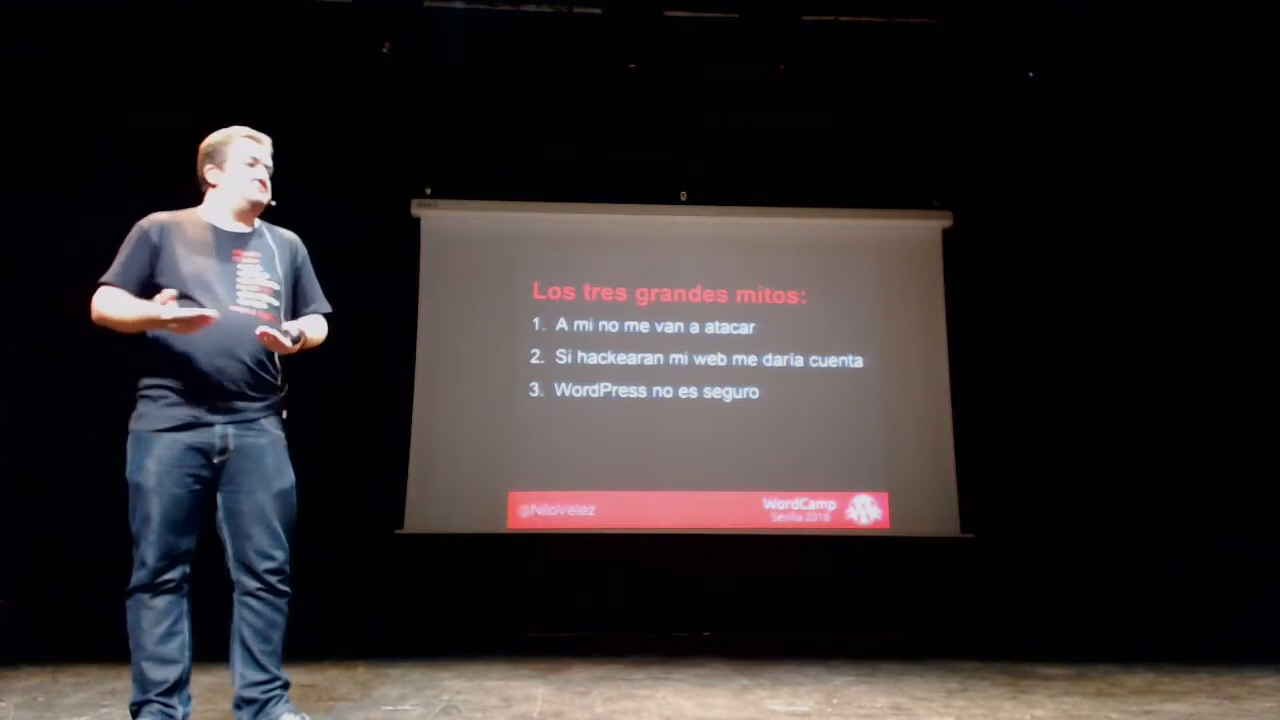 Los tres grandes mitos:
1. A mi no me van a atacar
2. Si hackearan mi web me daría cuenta
3. WordPress no es seguro
@NiloVelez
WordCamp
Sevilla 2016